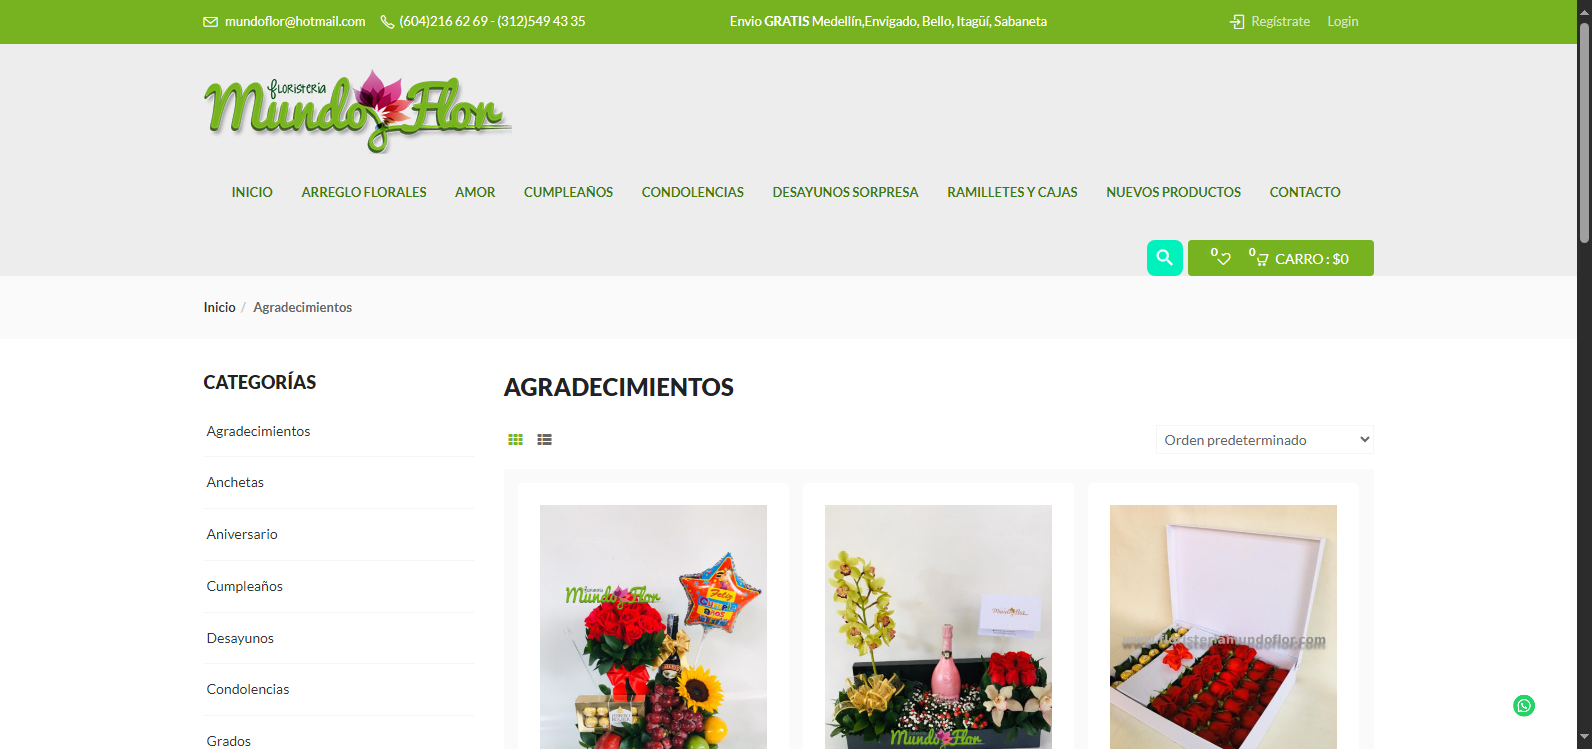 mundoflor@hotmail.com (604)216 62 69 - (312)549 43 35 Envio GRATIS Medellín,Envigado, Bello, Itagüí, Sabaneta Regístrate Login
floristería
Mundo Flor
INICIO ARREGLO FLORALES AMOR CUMPLEAÑOS CONDOLENCIAS DESAYUNOS SORPRESA RAMILLETES Y CAJAS NUEVOS PRODUCTOS CONTACTO
0 0 CARRO : $0
Inicio / Agradecimientos
CATEGORÍAS
Agradecimientos
Anchetas
Aniversario
Cumpleaños
Desayunos
Condolencias
Grados
AGRADECIMIENTOS
Orden predeterminado
Mundo Flor
Feliz
Cumple
años
Mundo Flor
Mundo Flor
www.floristeriamundoflor.com